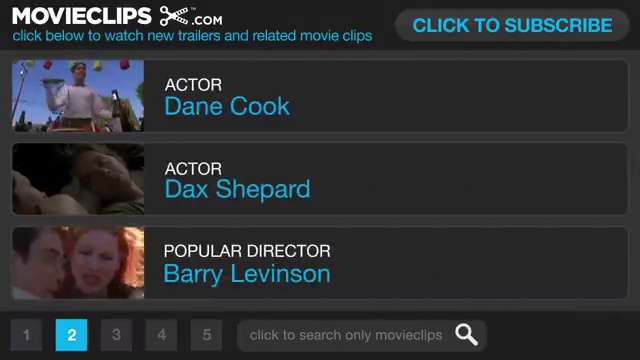 MOVIECLIPS .COM
click below to watch new trailers and related movie clips
CLICK TO SUBSCRIBE
ACTOR
Dane Cook
ACTOR
Dax Shepard
POPULAR DIRECTOR
Barry Levinson
1 2 3 4 5
click to search only movieclips